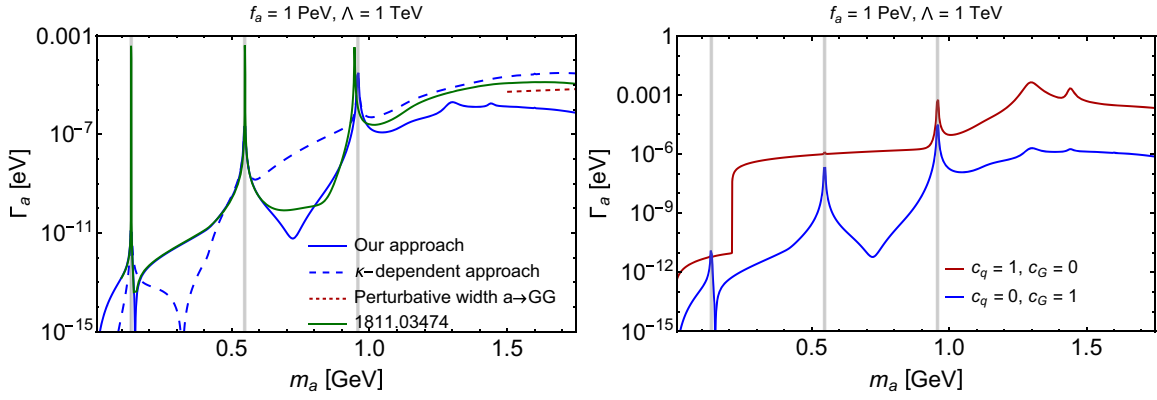 f_a = 1 PeV, Λ = 1 TeV
0.001
10^-7
10^-11
10^-15
Γ_a [eV]
0.5
1.0
1.5
m_a [GeV]
Our approach
κ-dependent approach
Perturbative width a→GG
1811.03474
f_a = 1 PeV, Λ = 1 TeV
1
0.001
10^-6
10^-9
10^-12
10^-15
Γ_a [eV]
0.5
1.0
1.5
m_a [GeV]
c_q = 1, c_G = 0
c_q = 0, c_G = 1